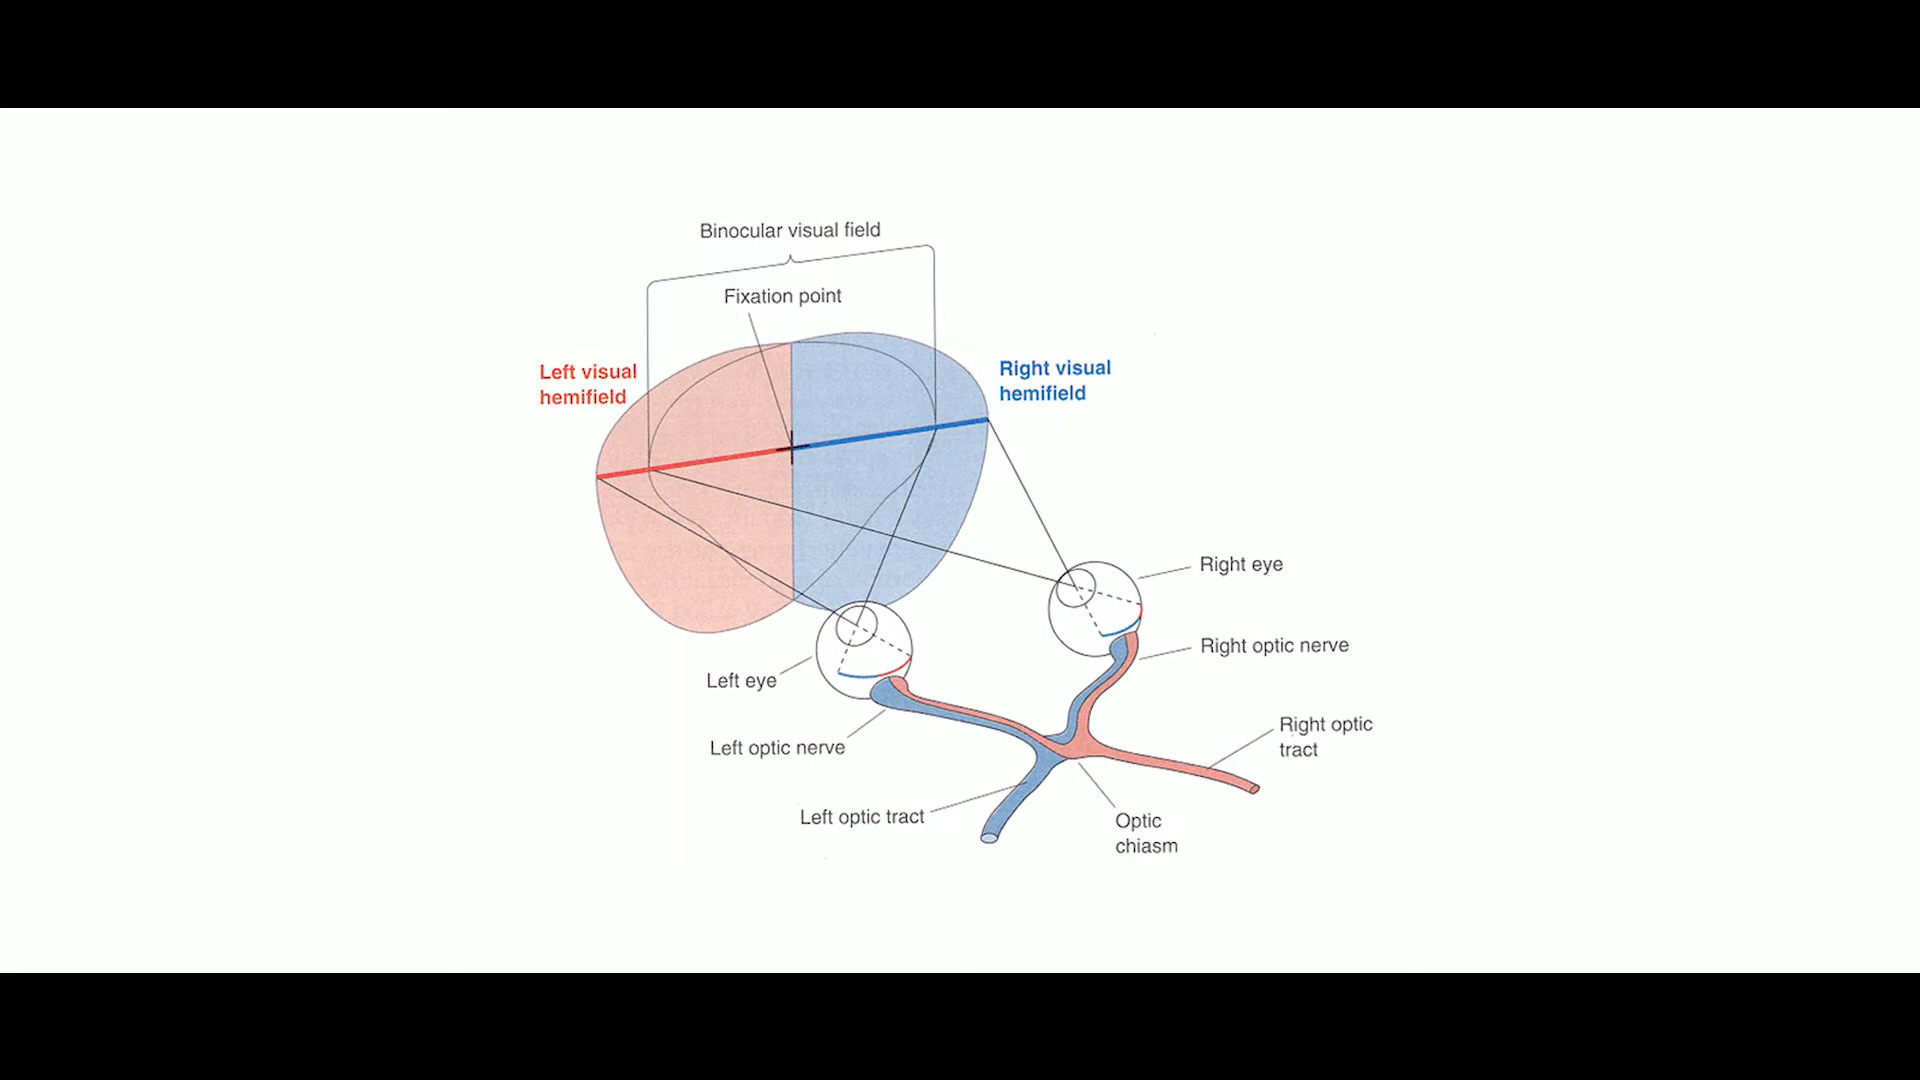 Binocular visual field
Fixation point
Left visual
hemifield
Right visual
hemifield
Right eye
Right optic nerve
Left eye
Right optic
tract
Left optic nerve
Left optic tract
Optic
chiasm